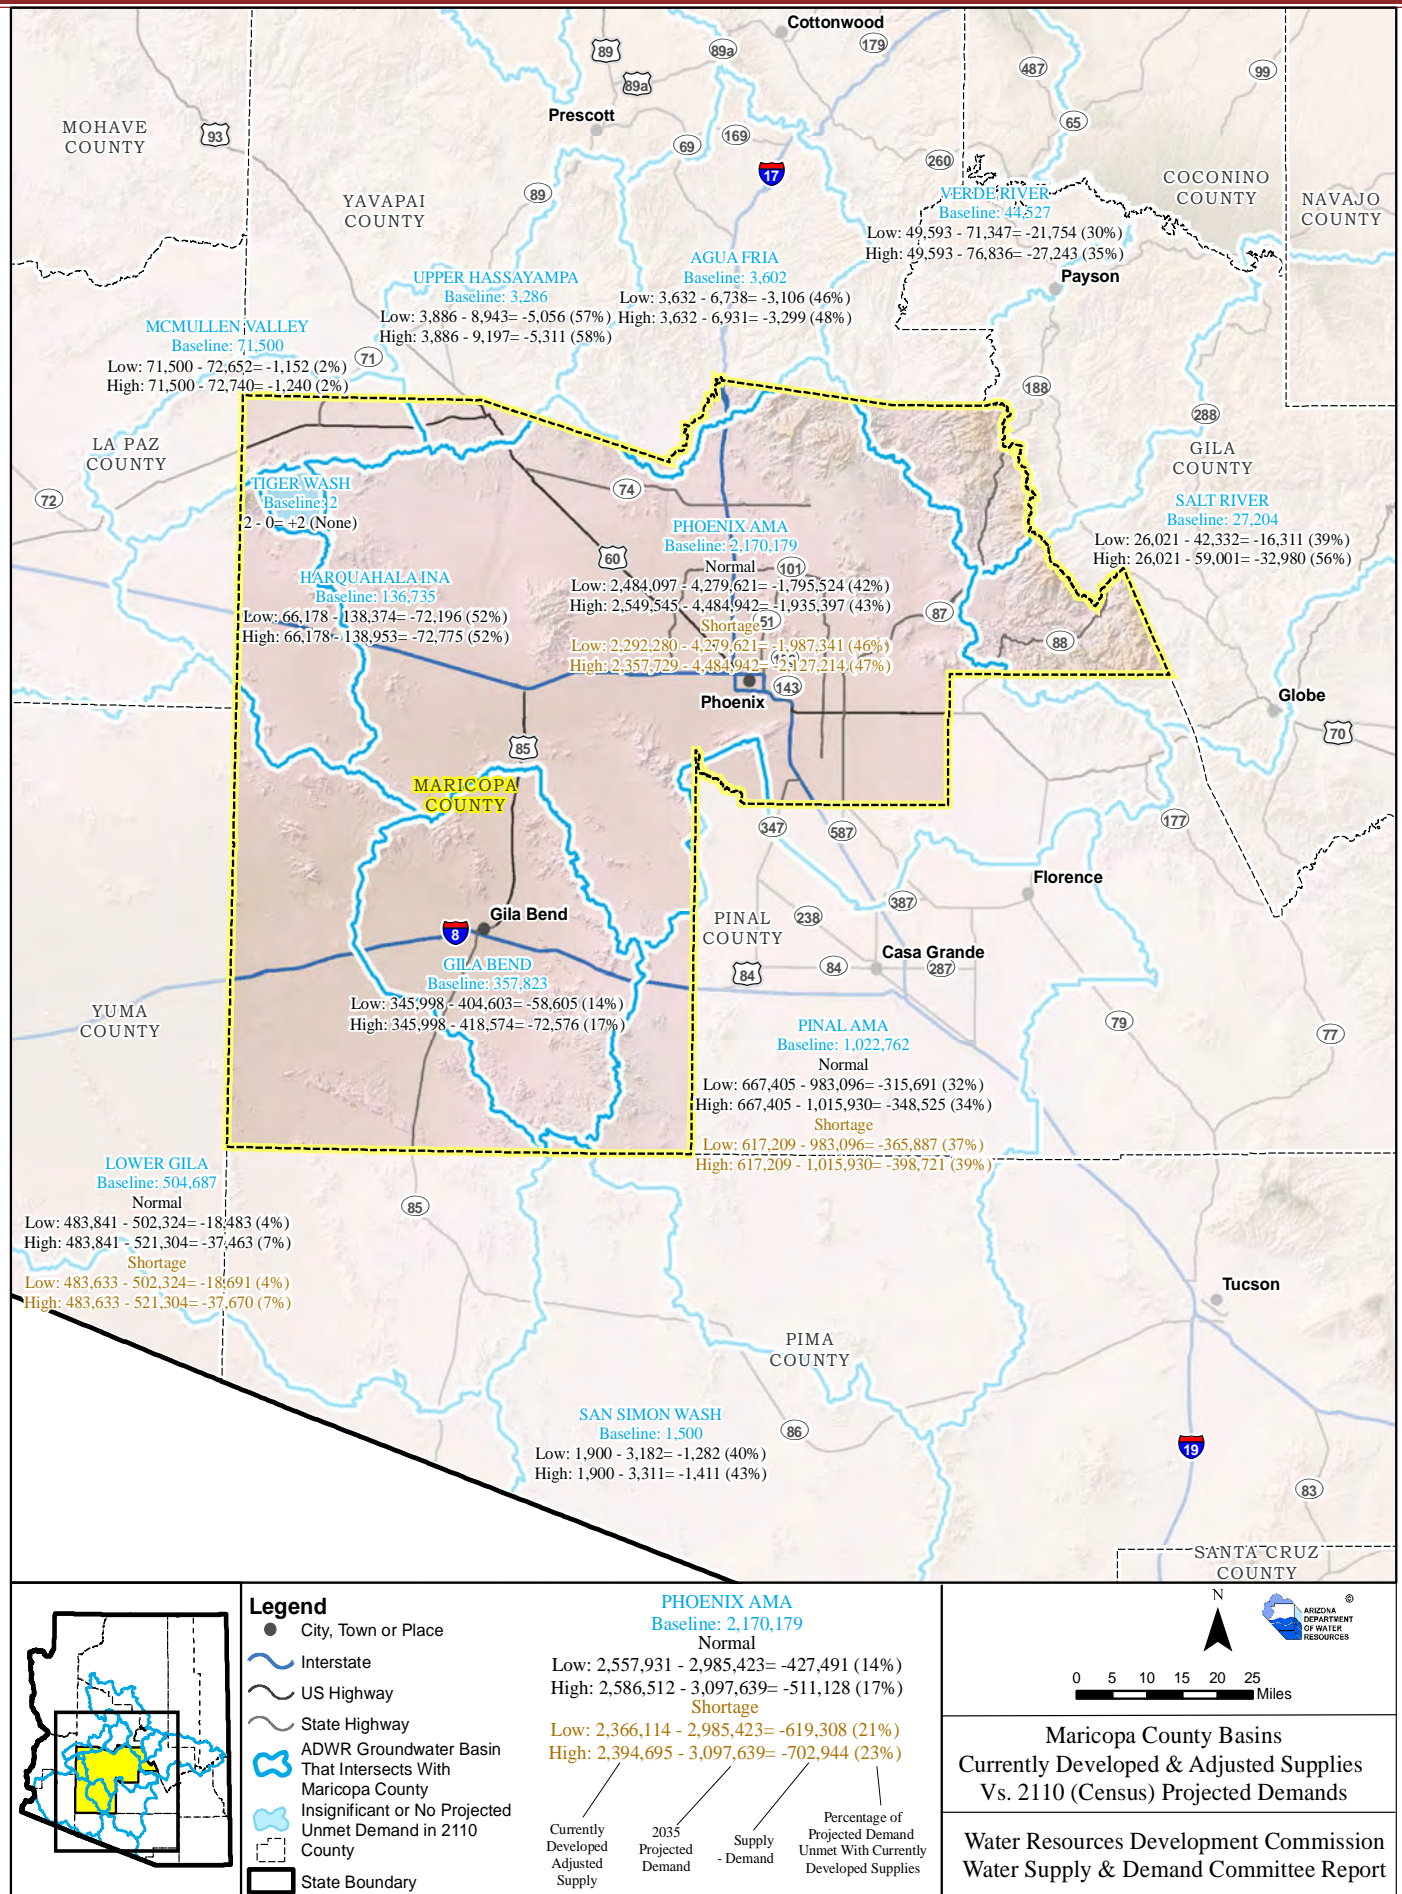 Cottonwood
89
89a
179
487
99
89a
MOHAVE
COUNTY
93
Prescott
65
69
169
17
260
COCONINO
COUNTY
NAVAJO
COUNTY
YAVAPAI
COUNTY
89
VERDE RIVER
Baseline: 44,527
Low: 49,593 - 71,347= -21,754 (30%)
High: 49,593 - 76,836= -27,243 (35%)
AGUA FRIA
Baseline: 3,602
Low: 3,632 - 6,738= -3,106 (46%)
High: 3,632 - 6,931= -3,299 (48%)
UPPER HASSAYAMPA
Baseline: 3,286
Low: 3,886 - 8,943= -5,056 (57%)
High: 3,886 - 9,197= -5,311 (58%)
Payson
MCMULLEN VALLEY
Baseline: 71,500
Low: 71,500 - 72,652= -1,152 (2%)
High: 71,500 - 72,740= -1,240 (2%)
71
188
288
LA PAZ
COUNTY
GILA
COUNTY
72
TIGER WASH
Baseline: 2
2 - 0= +2 (None)
74
SALT RIVER
Baseline: 27,204
Low: 26,021 - 42,332= -16,311 (39%)
High: 26,021 - 59,001= -32,980 (56%)
60
PHOENIX AMA
Baseline: 2,170,179
Normal
101
Low: 2,484,097 - 4,279,621= -1,795,524 (42%)
High: 2,549,545 - 4,484,942= -1,935,397 (43%)
Shortage
51
Low: 2,292,280 - 4,279,621= -1,987,341 (46%)
High: 2,357,729 - 4,484,942= -2,127,214 (47%)
HARQUAHALA INA
Baseline: 136,735
Low: 66,178 - 138,374= -72,196 (52%)
High: 66,178 - 138,953= -72,775 (52%)
87
88
143
Phoenix
Globe
70
85
MARICOPA
COUNTY
347
587
177
Florence
387
238
PINAL
COUNTY
Gila Bend
8
Casa Grande
84
84
287
GILA BEND
Baseline: 357,823
Low: 345,998 - 404,603= -58,605 (14%)
High: 345,998 - 418,574= -72,576 (17%)
YUMA
COUNTY
79
77
PINAL AMA
Baseline: 1,022,762
Normal
Low: 667,405 - 983,096= -315,691 (32%)
High: 667,405 - 1,015,930= -348,525 (34%)
Shortage
Low: 617,209 - 983,096= -365,887 (37%)
High: 617,209 - 1,015,930= -398,721 (39%)
LOWER GILA
Baseline: 504,687
Normal
Low: 483,841 - 502,324= -18,483 (4%)
High: 483,841 - 521,304= -37,463 (7%)
Shortage
Low: 483,633 - 502,324= -18,691 (4%)
High: 483,633 - 521,304= -37,670 (7%)
85
Tucson
PIMA
COUNTY
SAN SIMON WASH
Baseline: 1,500
Low: 1,900 - 3,182= -1,282 (40%)
High: 1,900 - 3,311= -1,411 (43%)
86
19
83
SANTA CRUZ
COUNTY
Legend
City, Town or Place
Interstate
US Highway
State Highway
ADWR Groundwater Basin
That Intersects With
Maricopa County
Insignificant or No Projected
Unmet Demand in 2110
County
State Boundary
PHOENIX AMA
Baseline: 2,170,179
Normal
Low: 2,557,931 - 2,985,423= -427,491 (14%)
High: 2,586,512 - 3,097,639= -511,128 (17%)
Shortage
Low: 2,366,114 - 2,985,423= -619,308 (21%)
High: 2,394,695 - 3,097,639= -702,944 (23%)
Currently
Developed
Adjusted
Supply
2035
Projected
Demand
Supply
- Demand
Percentage of
Projected Demand
Unmet With Currently
Developed Supplies
N
©
ARIZONA
DEPARTMENT
OF WATER
RESOURCES
0 5 10 15 20 25
Miles
Maricopa County Basins
Currently Developed & Adjusted Supplies
Vs. 2110 (Census) Projected Demands
Water Resources Development Commission
Water Supply & Demand Committee Report